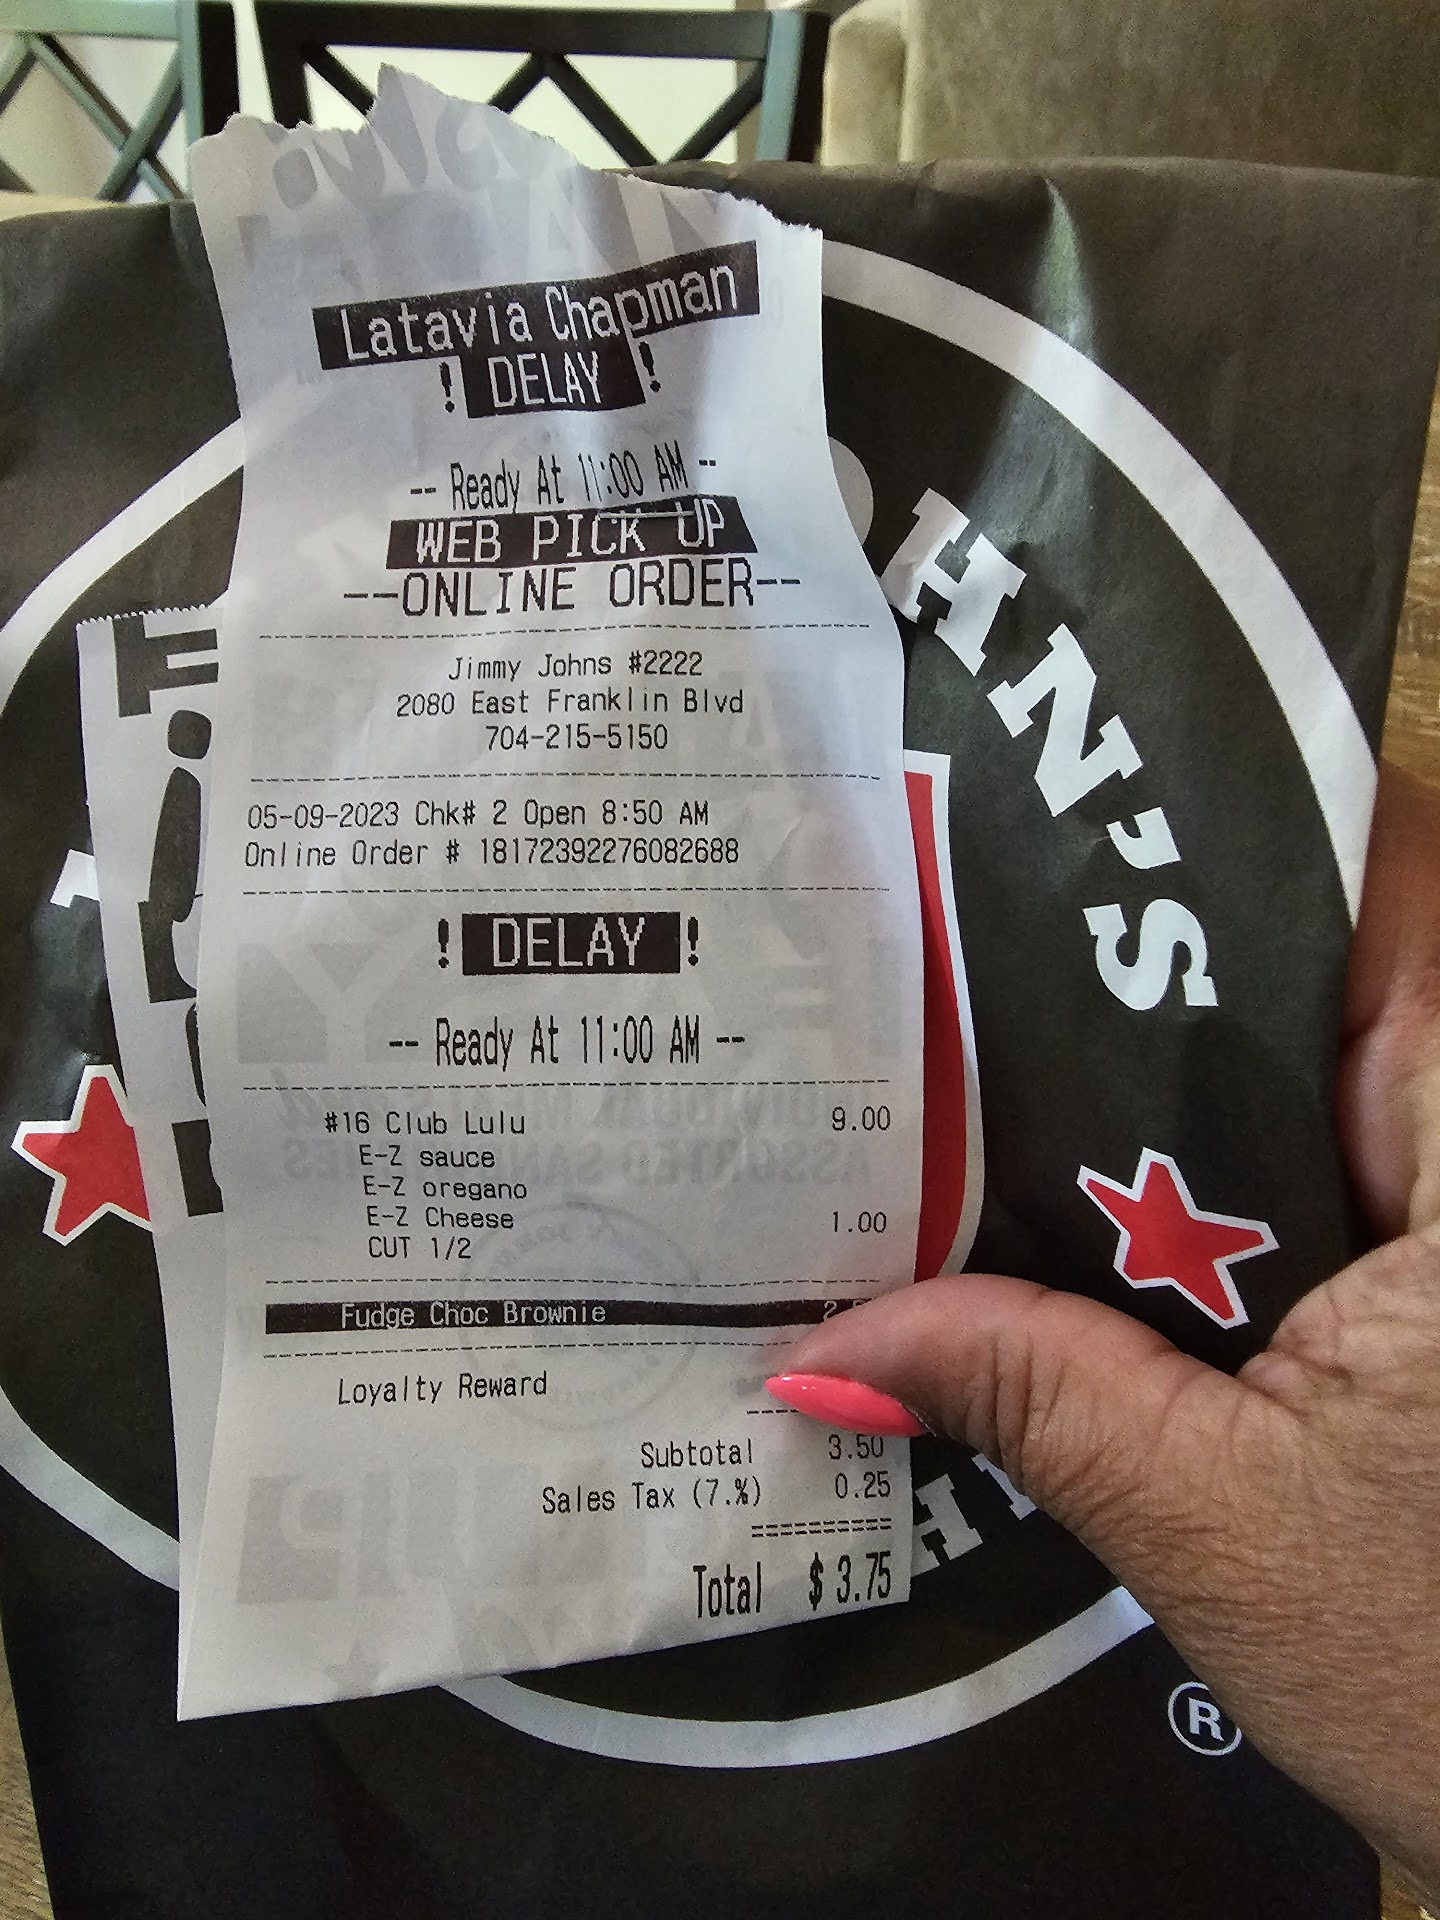 Latavia Chapman
! DELAY !
-- Ready At 11:00 AM --
WEB PICK UP
--ONLINE ORDER--
Jimmy Johns #2222
2080 East Franklin Blvd
704-215-5150
05-09-2023 Chk# 2 Open 8:50 AM
Online Order # 18172392276082688
! DELAY !
-- Ready At 11:00 AM --
#16 Club Lulu 9.00
E-Z sauce
E-Z oregano
E-Z Cheese 1.00
CUT 1/2
Fudge Choc Brownie
Loyalty Reward
Subtotal 3.50
Sales Tax (7.%) 0.25
Total $ 3.75
HN'S
®